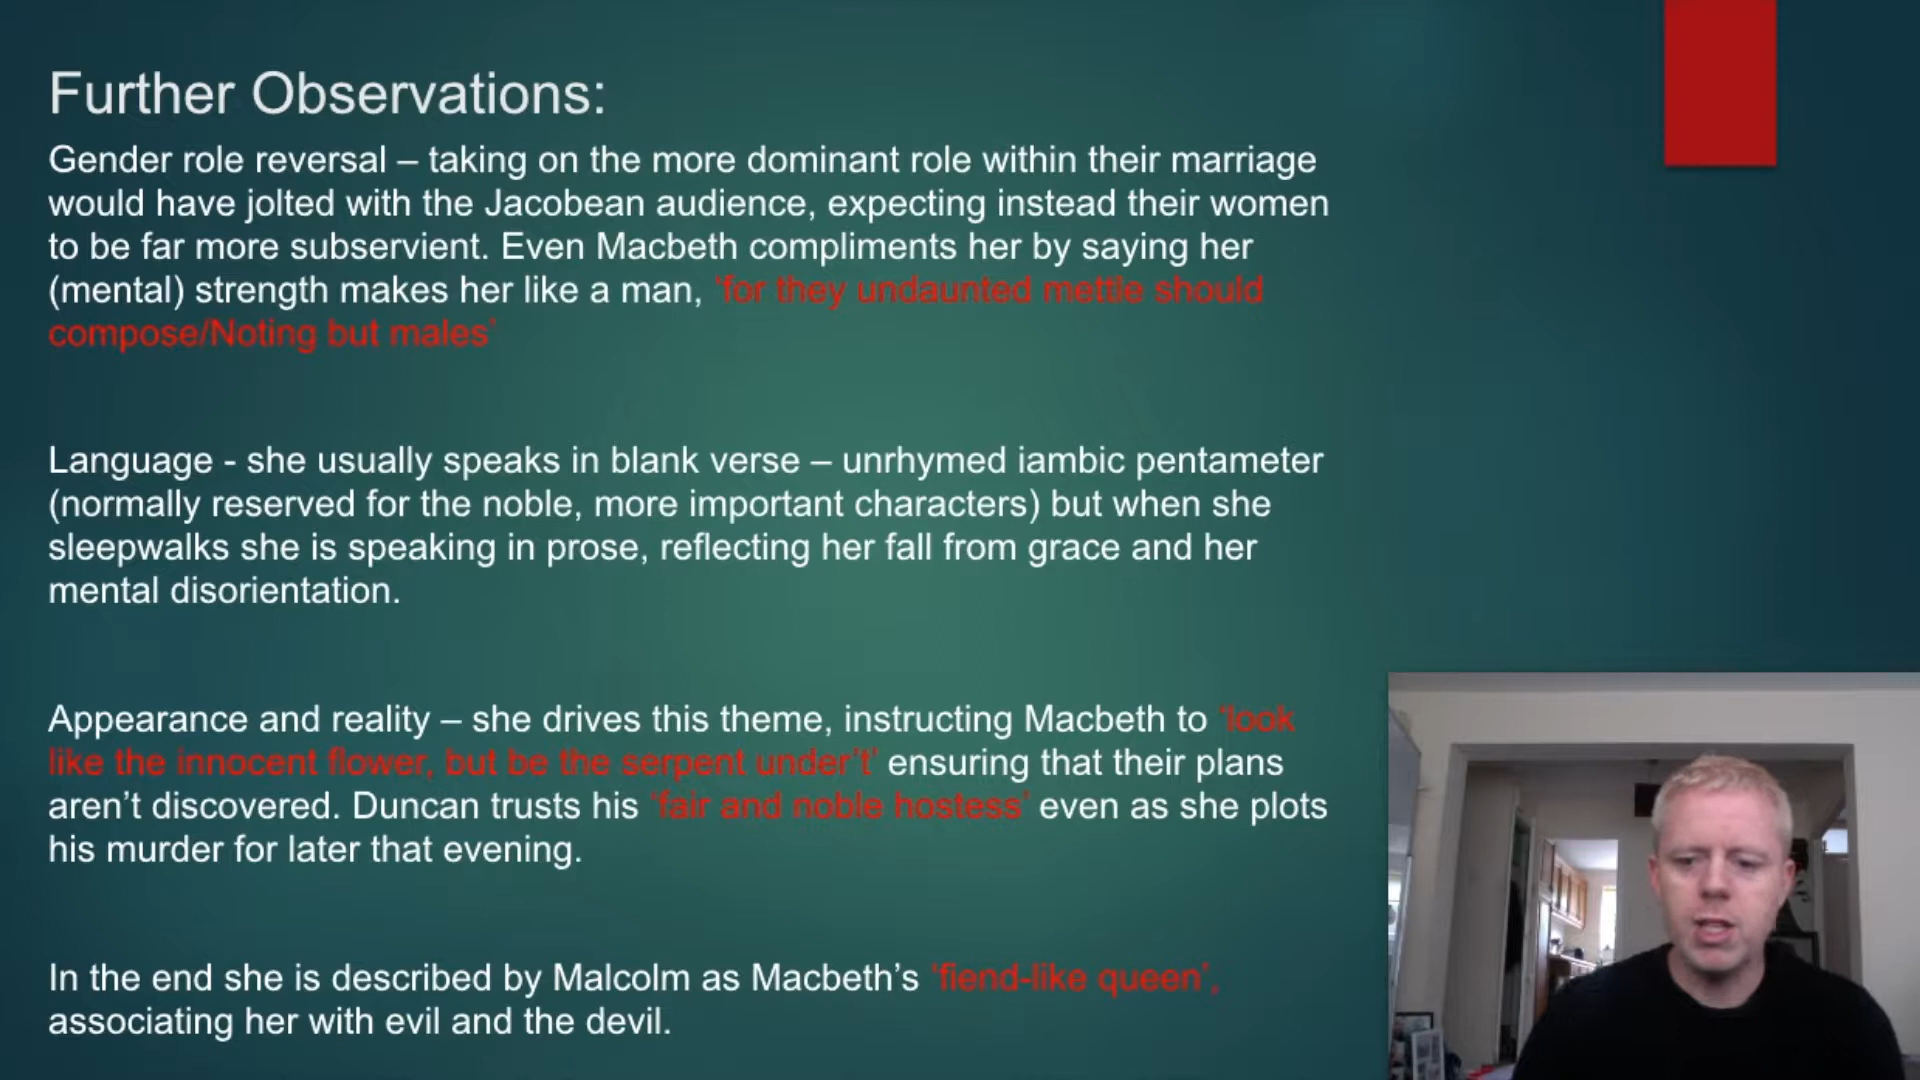 Further Observations:
Gender role reversal – taking on the more dominant role within their marriage
would have jolted with the Jacobean audience, expecting instead their women
to be far more subservient. Even Macbeth compliments her by saying her
(mental) strength makes her like a man, ‘for they undaunted mettle should
compose/Noting but males’
Language - she usually speaks in blank verse – unrhymed iambic pentameter
(normally reserved for the noble, more important characters) but when she
sleepwalks she is speaking in prose, reflecting her fall from grace and her
mental disorientation.
Appearance and reality – she drives this theme, instructing Macbeth to ‘look
like the innocent flower, but be the serpent under’t’ ensuring that their plans
aren’t discovered. Duncan trusts his ‘fair and noble hostess’ even as she plots
his murder for later that evening.
In the end she is described by Malcolm as Macbeth’s ‘fiend-like queen’,
associating her with evil and the devil.